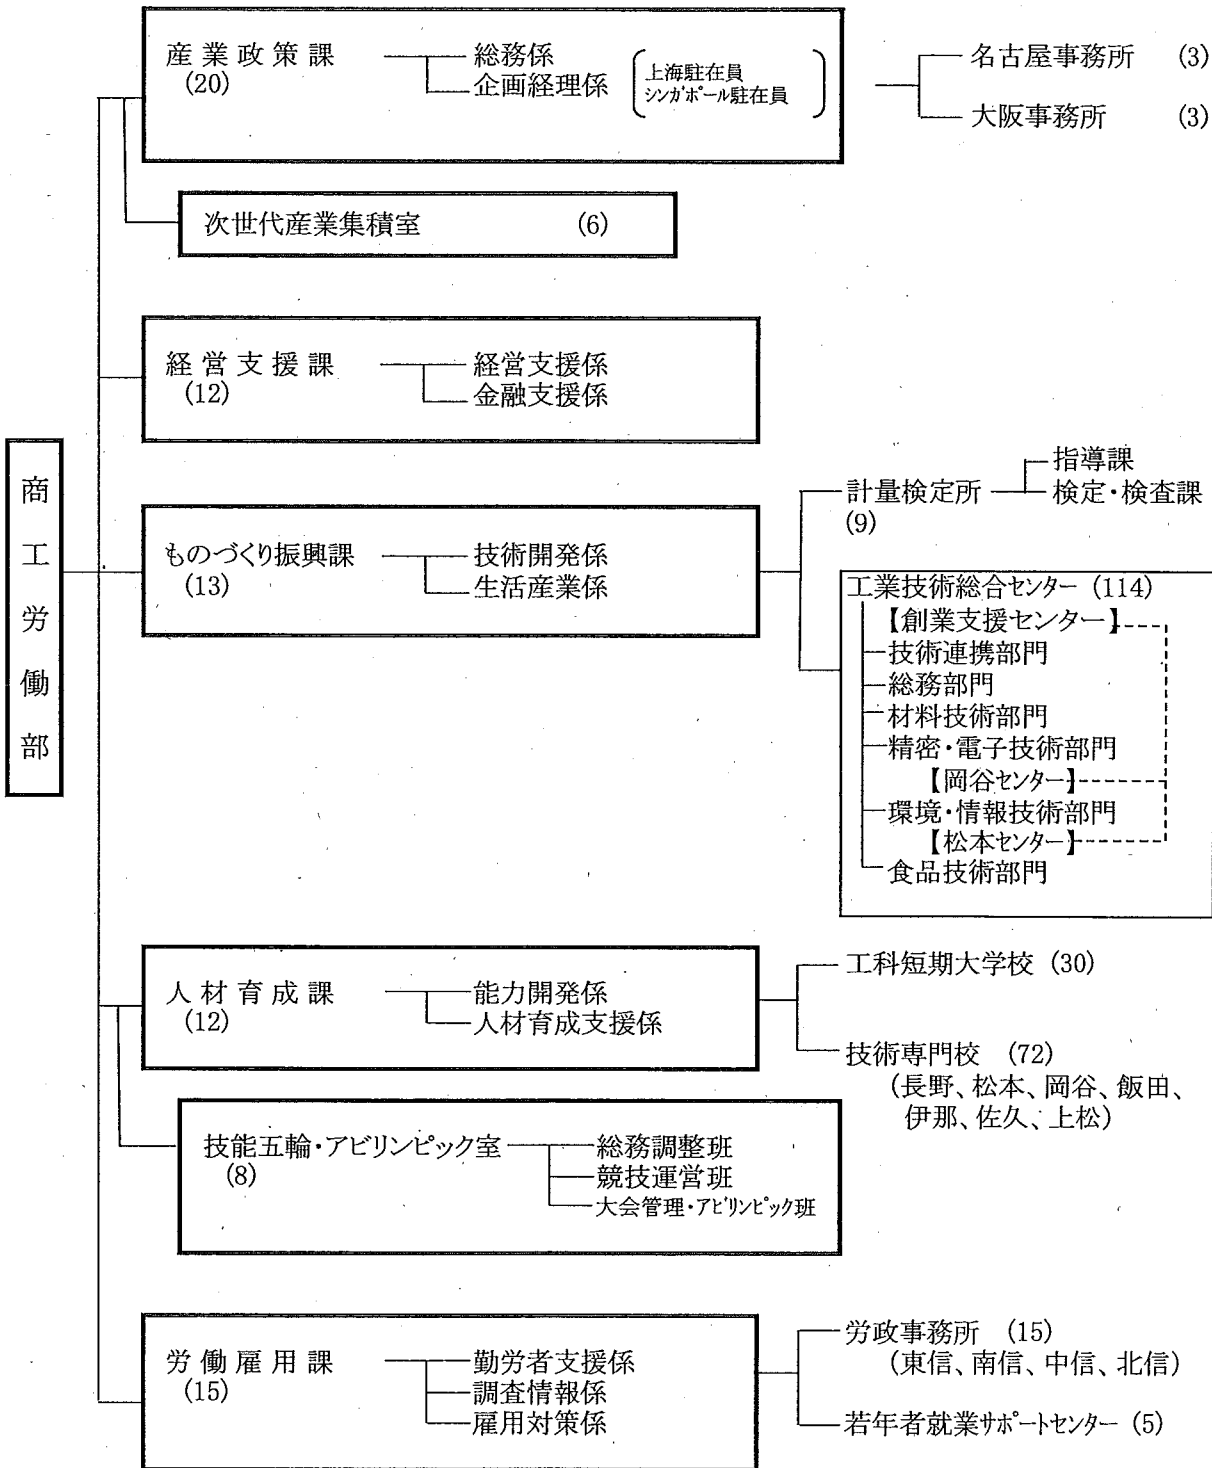 商工労働部
産業政策課
(20)
総務係
企画経理係
上海駐在員
シンガポール駐在員
名古屋事務所 (3)
大阪事務所 (3)
次世代産業集積室 (6)
経営支援課
(12)
経営支援係
金融支援係
ものづくり振興課
(13)
技術開発係
生活産業係
計量検定所
(9)
指導課
検定・検査課
工業技術総合センター (114)
【創業支援センター】
技術連携部門
総務部門
材料技術部門
精密・電子技術部門
【岡谷センター】
環境・情報技術部門
【松本センター】
食品技術部門
人材育成課
(12)
能力開発係
人材育成支援係
工科短期大学校 (30)
技術専門校 (72)
(長野、松本、岡谷、飯田、
伊那、佐久、上松)
技能五輪・アビリンピック室
(8)
総務調整班
競技運営班
大会管理・アビリンピック班
労働雇用課
(15)
勤労者支援係
調査情報係
雇用対策係
労政事務所 (15)
(東信、南信、中信、北信)
若年者就業サポートセンター (5)